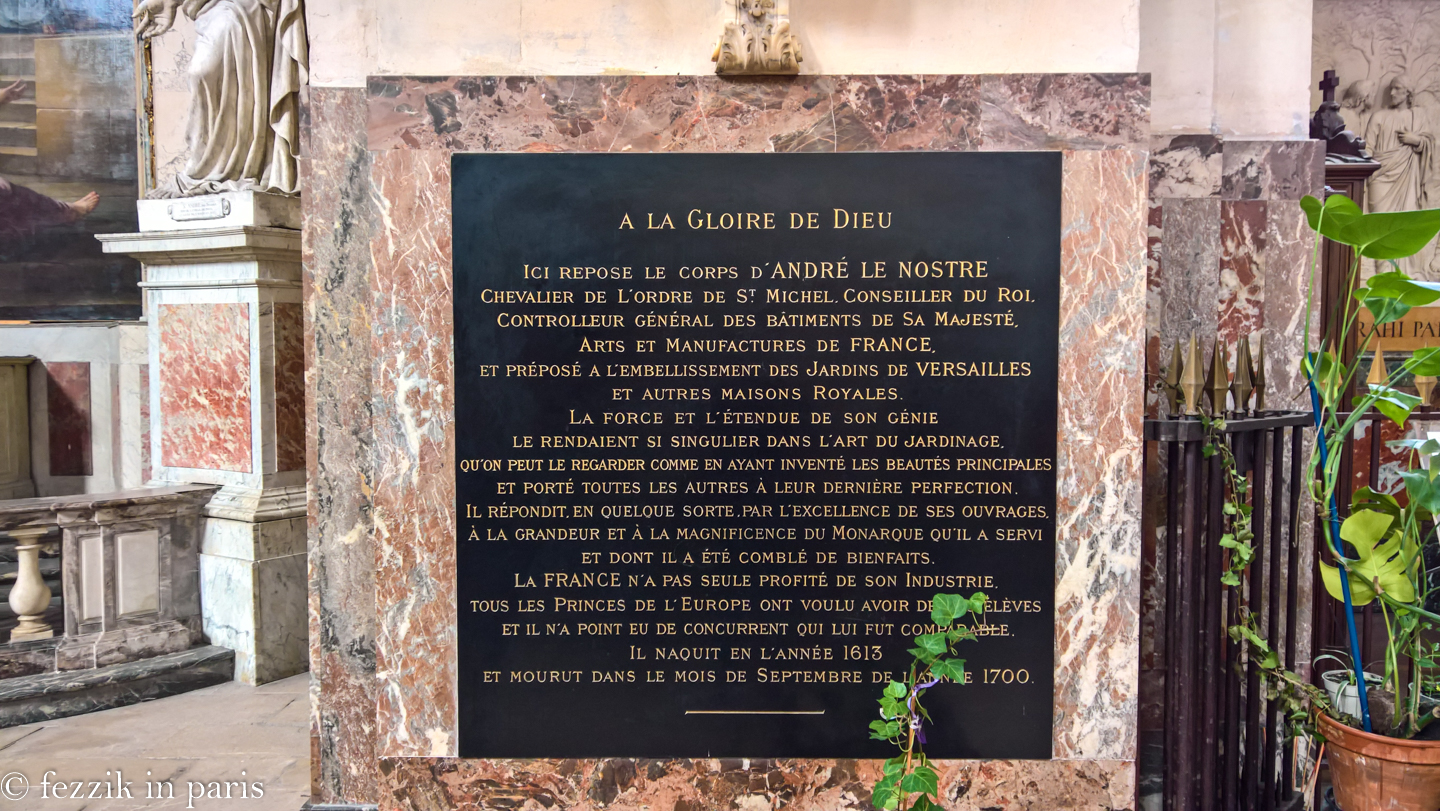 A LA GLOIRE DE DIEU
ICI REPOSE LE CORPS D'ANDRÉ LE NOSTRE
CHEVALIER DE L'ORDRE DE ST MICHEL, CONSEILLER DU ROI,
CONTROLLEUR GÉNÉRAL DES BÂTIMENTS DE SA MAJESTÉ,
ARTS ET MANUFACTURES DE FRANCE,
ET PRÉPOSÉ A L'EMBELLISSEMENT DES JARDINS DE VERSAILLES
ET AUTRES MAISONS ROYALES.
LA FORCE ET L'ÉTENDUE DE SON GÉNIE
LE RENDAIENT SI SINGULIER DANS L'ART DU JARDINAGE,
QU'ON PEUT LE REGARDER COMME EN AYANT INVENTÉ LES BEAUTÉS PRINCIPALES
ET PORTÉ TOUTES LES AUTRES À LEUR DERNIÈRE PERFECTION.
IL RÉPONDIT, EN QUELQUE SORTE, PAR L'EXCELLENCE DE SES OUVRAGES,
À LA GRANDEUR ET À LA MAGNIFICENCE DU MONARQUE QU'IL A SERVI
ET DONT IL A ÉTÉ COMBLÉ DE BIENFAITS.
LA FRANCE N'A PAS SEULE PROFITÉ DE SON INDUSTRIE,
TOUS LES PRINCES DE L'EUROPE ONT VOULU AVOIR DE ÉLÈVES
ET IL N'A POINT EU DE CONCURRENT QUI LUI FUT COMPARABLE.
IL NAQUIT EN L'ANNÉE 1613
ET MOURUT DANS LE MOIS DE SEPTEMBRE DE L'ANNÉE 1700.
RAHI PA
© fezzik in paris